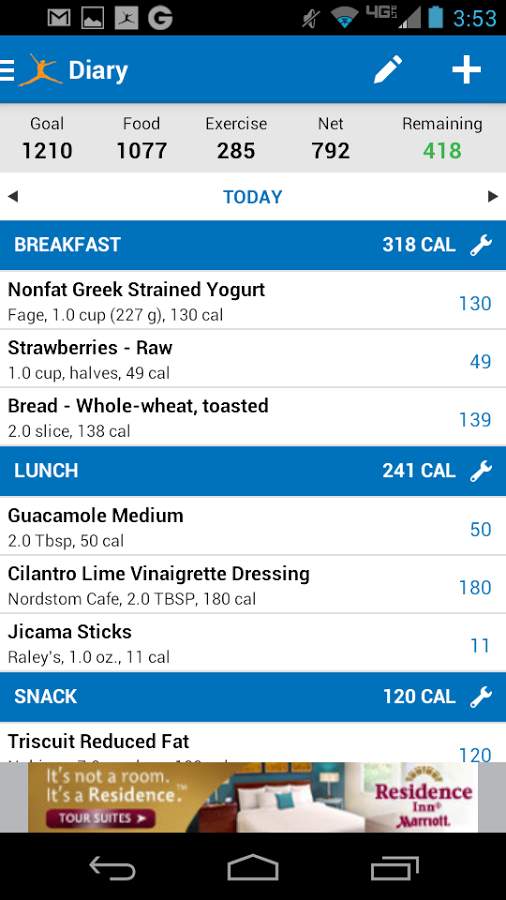 4G 3:53
Diary
Goal Food Exercise Net Remaining
1210 1077 285 792 418
TODAY
BREAKFAST 318 CAL
Nonfat Greek Strained Yogurt
Fage, 1.0 cup (227 g), 130 cal 130
Strawberries - Raw
1.0 cup, halves, 49 cal 49
Bread - Whole-wheat, toasted
2.0 slice, 138 cal 139
LUNCH 241 CAL
Guacamole Medium
2.0 Tbsp, 50 cal 50
Cilantro Lime Vinaigrette Dressing
Nordstom Cafe, 2.0 TBSP, 180 cal 180
Jicama Sticks
Raley's, 1.0 oz., 11 cal 11
SNACK 120 CAL
Triscuit Reduced Fat
120
It's not a room.
It's a Residence.™
TOUR SUITES
Residence
Inn®
Marriott.